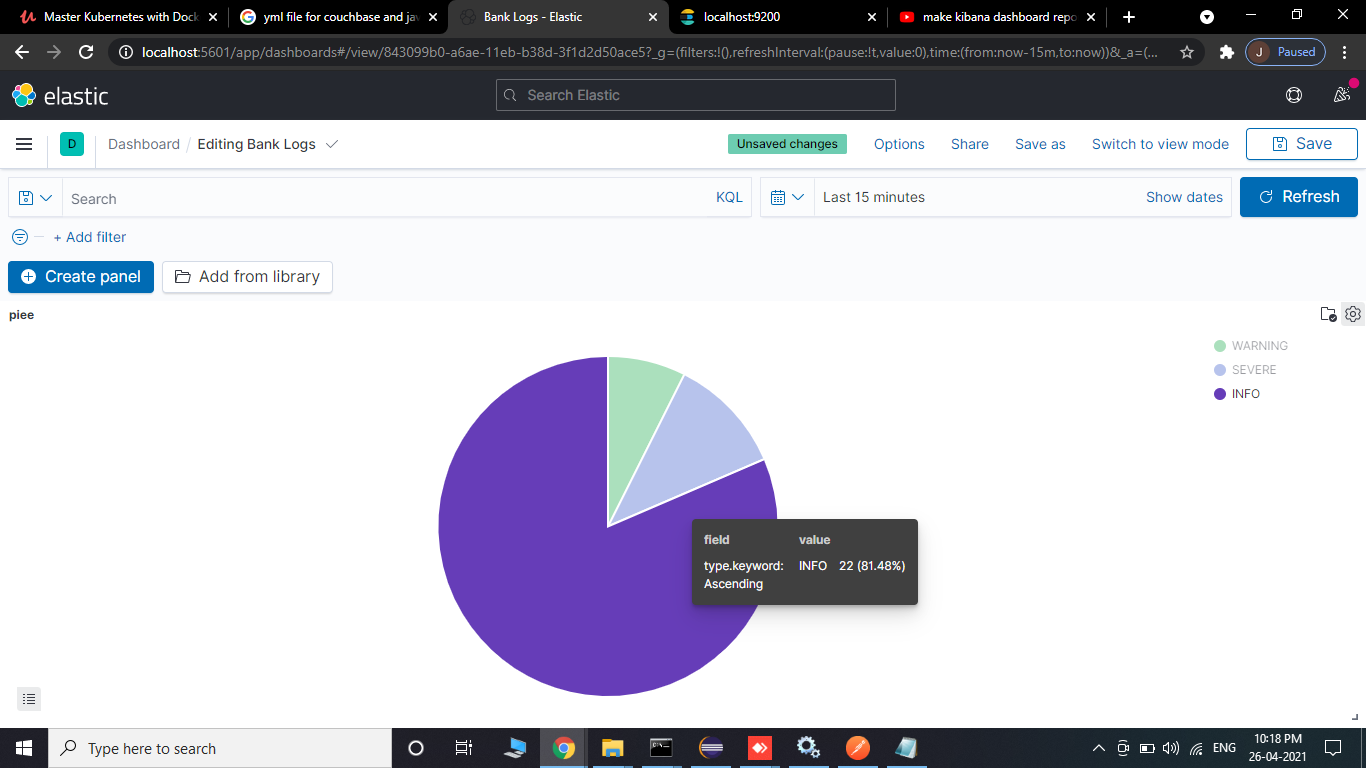 Master Kubernetes with Dock
yml file for couchbase and jav
Bank Logs - Elastic
localhost:9200
make kibana dashboard repo
localhost:5601/app/dashboards#/view/843099b0-a6ae-11eb-b38d-3f1d2d50ace5?_g=(filters:!(),refreshInterval:(pause:!t,value:0),time:(from:now-15m,to:now))&_a=(...
J Paused
elastic
Search Elastic
D Dashboard / Editing Bank Logs
Unsaved changes Options Share Save as Switch to view mode Save
Search KQL Last 15 minutes Show dates Refresh
+ Add filter
Create panel Add from library
piee
WARNING
SEVERE
INFO
field value
type.keyword: INFO 22 (81.48%)
Ascending
Type here to search
ENG
10:18 PM
26-04-2021